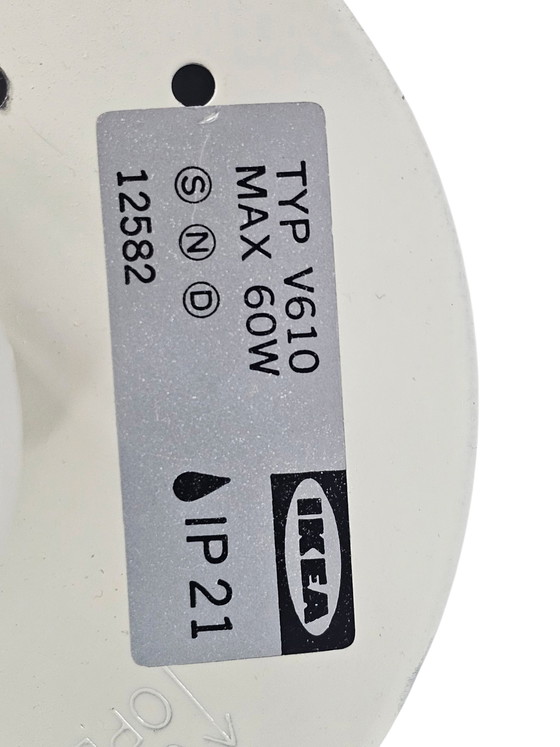 TYP V610
MAX 60W
Ⓢ Ⓝ Ⓓ
12582
IKEA
IP 21